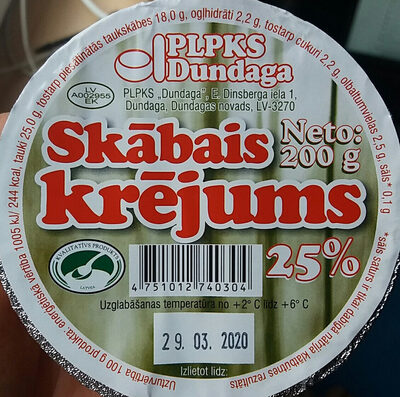 PLPKS
Dundaga
LV
A002955
EK
PLPKS „Dundaga”, E. Dinsberga iela 1,
Dundaga, Dundagas novads, LV-3270
Skābais
krējums
Neto:
200 g
25%
KVALITATĪVS PRODUKTS
LATVIJA
4 751012 740304
Uzglabāšanas temperatūra no +2° C līdz +6° C
29. 03. 2020
Izlietot līdz:
Uzturvērtība 100 g produkta: enerģētiskā vērtība 1005 kJ/ 244 kcal, tauki 25,0 g, tostarp piesātinātās taukskābes 18,0 g, ogļhidrāti 2,2 g, tostarp cukuri 2,2 g, olbaltumvielas 2,5 g, sāls* 0,1 g
*sāls saturs ir tikai dabīgā nātrija klātbūtnes rezultāts